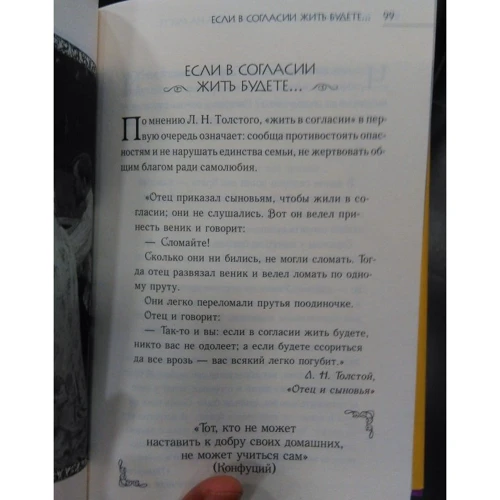 ЕСЛИ В СОГЛАСИИ ЖИТЬ БУДЕТЕ... 99
ЕСЛИ В СОГЛАСИИ
ЖИТЬ БУДЕТЕ...
По мнению Л. Н. Толстого, «жить в согласии» в пер-
вую очередь означает: сообща противостоять опас-
ностям и не нарушать единства семьи, не жертвовать об-
щим благом ради самолюбия.
«Отец приказал сыновьям, чтобы жили в со-
гласии; они не слушались. Вот он велел при-
несть веник и говорит:
— Сломайте!
Сколько они ни бились, не могли сломать. Тог-
да отец развязал веник и велел ломать по одно-
му пруту.
Они легко переломали прутья поодиночке.
Отец и говорит:
— Так-то и вы: если в согласии жить будете,
никто вас не одолеет; а если будете ссориться
да все врозь — вас всякий легко погубит.»
Л. Н. Толстой,
«Отец и сыновья»
«Тот, кто не может
наставить к добру своих домашних,
не может учиться сам»
(Конфуций)